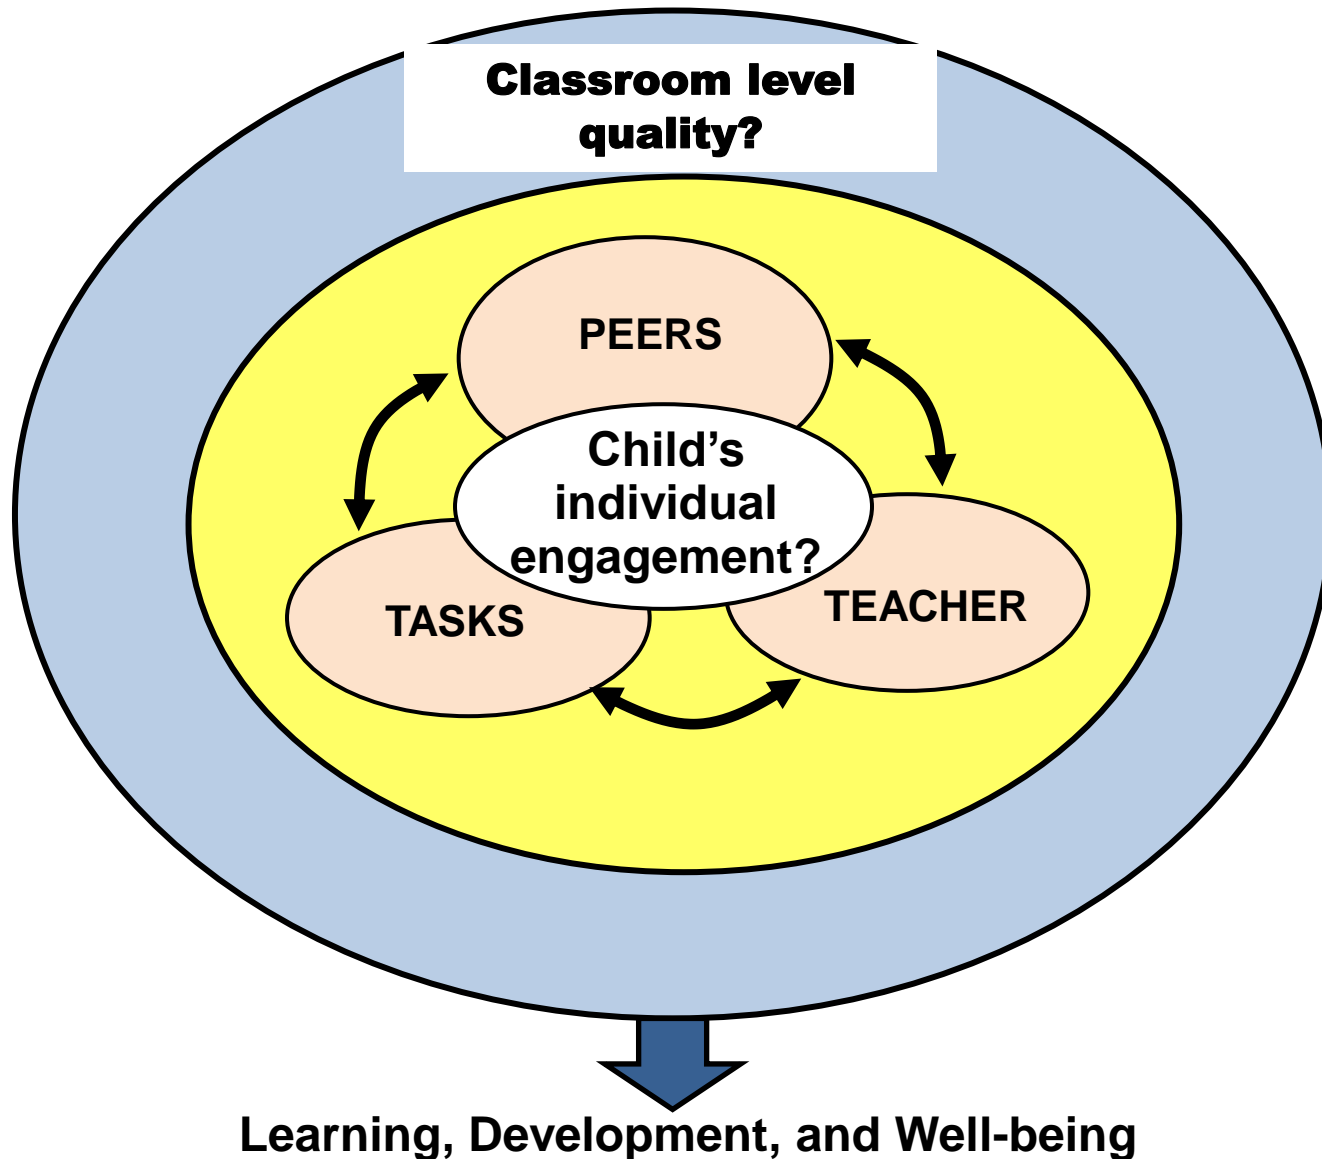 Classroom level
quality?
PEERS
Child’s
individual
engagement?
TASKS
TEACHER
Learning, Development, and Well-being